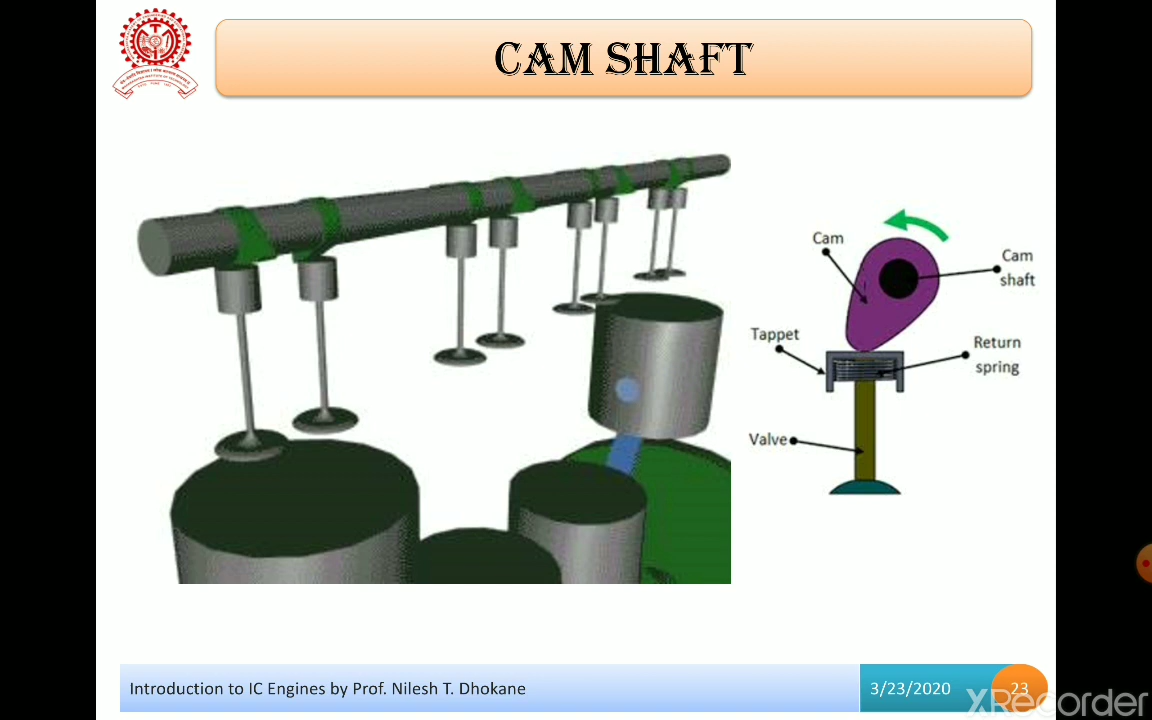 CAM SHAFT
Cam
Cam
shaft
Tappet
Return
spring
Valve
Introduction to IC Engines by Prof. Nilesh T. Dhokane
3/23/2020
23
XRecorder